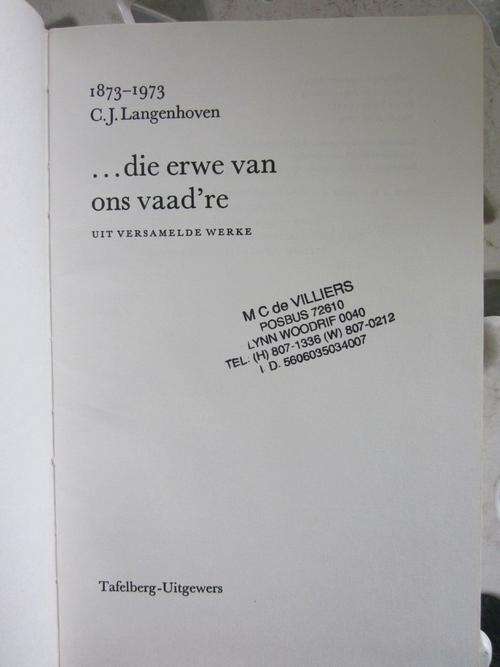 1873–1973
C.J. Langenhoven
...die erwe van
ons vaad're
UIT VERSAMELDE WERKE
M C de VILLIERS
POSBUS 72610
LYNN WOODRIF 0040
TEL: (H) 807-1336 (W) 807-0212
I. D. 5606035034007
Tafelberg-Uitgewers